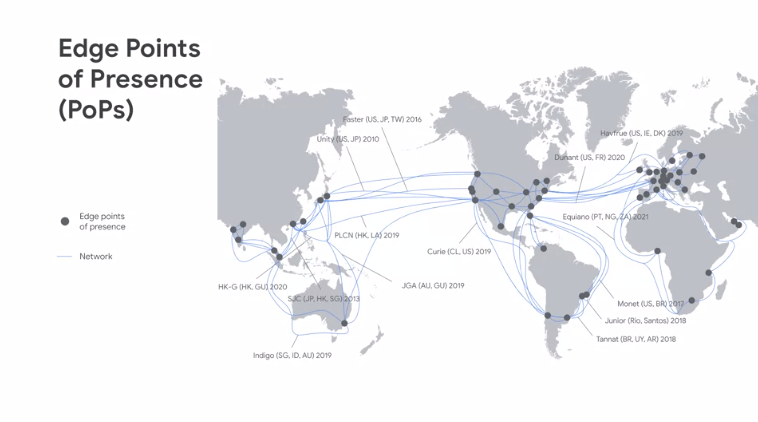 Edge Points
of Presence
(PoPs)
Edge points
of presence
Network
Faster (US, JP, TW) 2016
Unity (US, JP) 2010
Havfrue (US, IE, DK) 2019
Dunant (US, FR) 2020
Equiano (PT, NG, ZA) 2021
PLCN (HK, LA) 2019
Curie (CL, US) 2019
HK-G (HK, GU) 2020
JGA (AU, GU) 2019
SJC (JP, HK, SG) 2013
Monet (US, BR) 2017
Junior (Rio, Santos) 2018
Tannat (BR, UY, AR) 2018
Indigo (SG, ID, AU) 2019